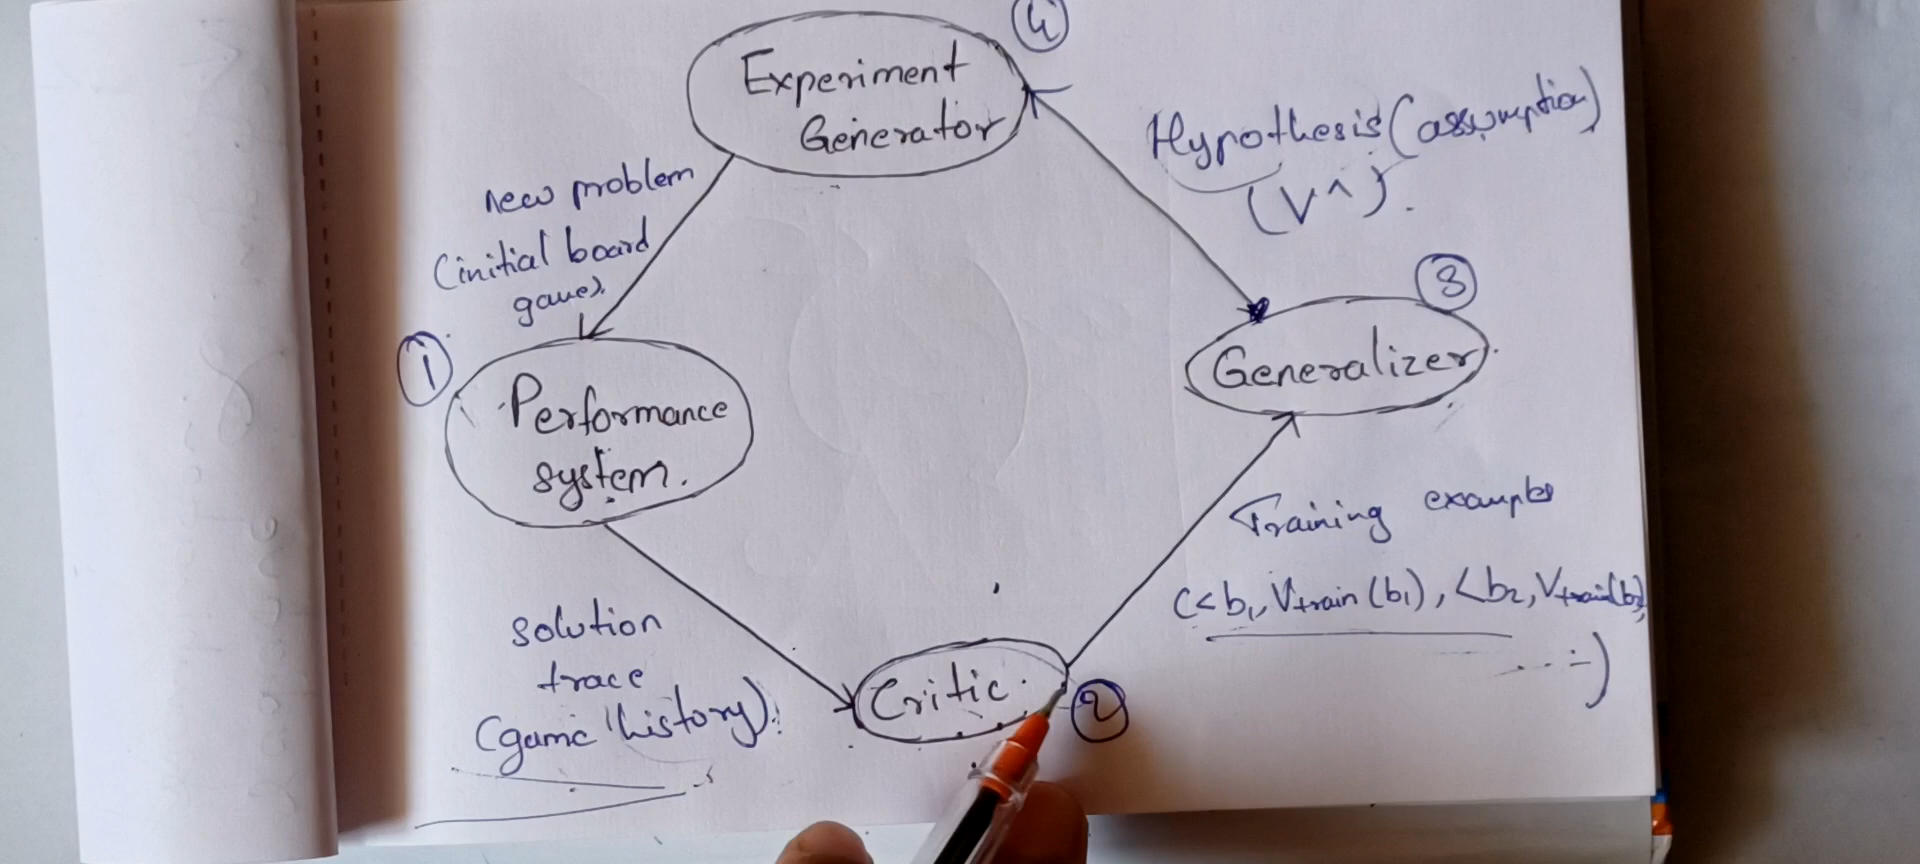 4
Experiment
Generator
Hypothesis (assumption)
(V^).
new problem
(initial board
game).
3
1
Generalizer.
Performance
system.
Training examples
(<b1, Vtrain(b1), <b2, Vtrain(b2)
...-)
solution
trace
(game history).
Critic.
2